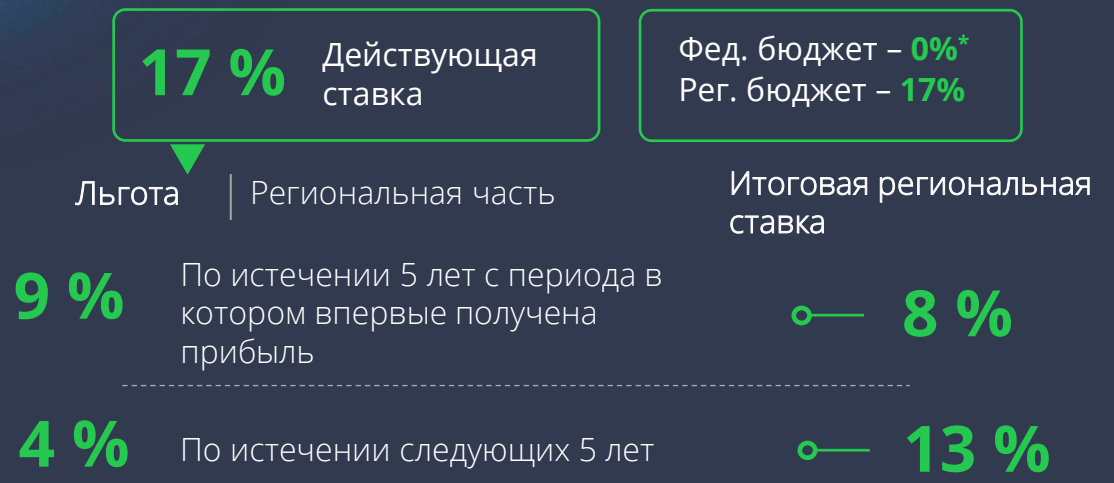 17 %
Действующая
ставка
Фед. бюджет – 0%*
Рег. бюджет – 17%
Льгота
Региональная часть
Итоговая региональная
ставка
9 %
По истечении 5 лет с периода в
котором впервые получена
прибыль
8 %
4 %
По истечении следующих 5 лет
13 %